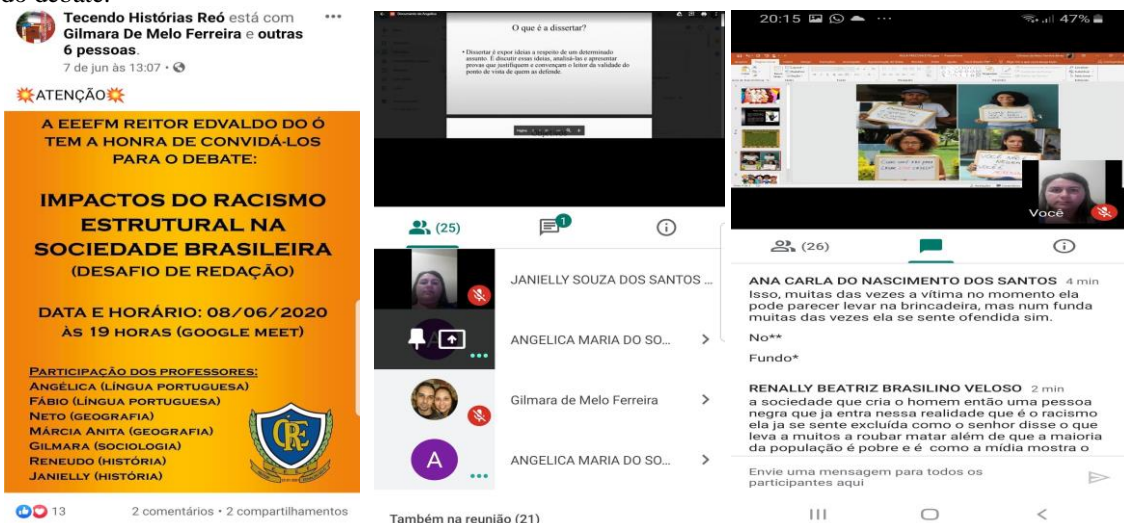 do debate.
Tecendo Histórias Reó está com
Gilmara De Melo Ferreira e outras
6 pessoas.
7 de jun às 13:07
ATENÇÃO
A EEEFM REITOR EDVALDO DO Ó
TEM A HONRA DE CONVIDÁ-LOS
PARA O DEBATE:
IMPACTOS DO RACISMO
ESTRUTURAL NA
SOCIEDADE BRASILEIRA
(DESAFIO DE REDAÇÃO)
DATA E HORÁRIO: 08/06/2020
ÀS 19 HORAS (GOOGLE MEET)
PARTICIPAÇÃO DOS PROFESSORES:
ANGÉLICA (LÍNGUA PORTUGUESA)
FÁBIO (LÍNGUA PORTUGUESA)
NETO (GEOGRAFIA)
MÁRCIA ANITA (GEOGRAFIA)
GILMARA (SOCIOLOGIA)
RENEUDO (HISTÓRIA)
JANIELLY (HISTÓRIA)
13
2 comentários • 2 compartilhamentos
O que é a dissertar?
• Dissertar é expor ideias a respeito de um determinado
assunto. É discutir essas ideias, analisá-las e apresentar
provas que justifiquem e convençam o leitor da validade do
ponto de vista de quem as defende.
(25)
1
JANIELLY SOUZA DOS SANTOS ...
ANGELICA MARIA DO SO...
Gilmara de Melo Ferreira
A
ANGELICA MARIA DO SO...
Também na reunião (21)
20:15
47%
Você
(26)
ANA CARLA DO NASCIMENTO DOS SANTOS 4 min
Isso, muitas das vezes a vítima no momento ela
pode parecer levar na brincadeira, mas num funda
muitas das vezes ela se sente ofendida sim.
No**
Fundo*
RENALLY BEATRIZ BRASILINO VELOSO 2 min
a sociedade que cria o homem então uma pessoa
negra que ja entra nessa realidade que é o racismo
ela ja se sente excluída como o senhor disse o que
leva a muitos a roubar matar além de que a maioria
da população é pobre e é como a mídia mostra o
Envie uma mensagem para todos os
participantes aqui